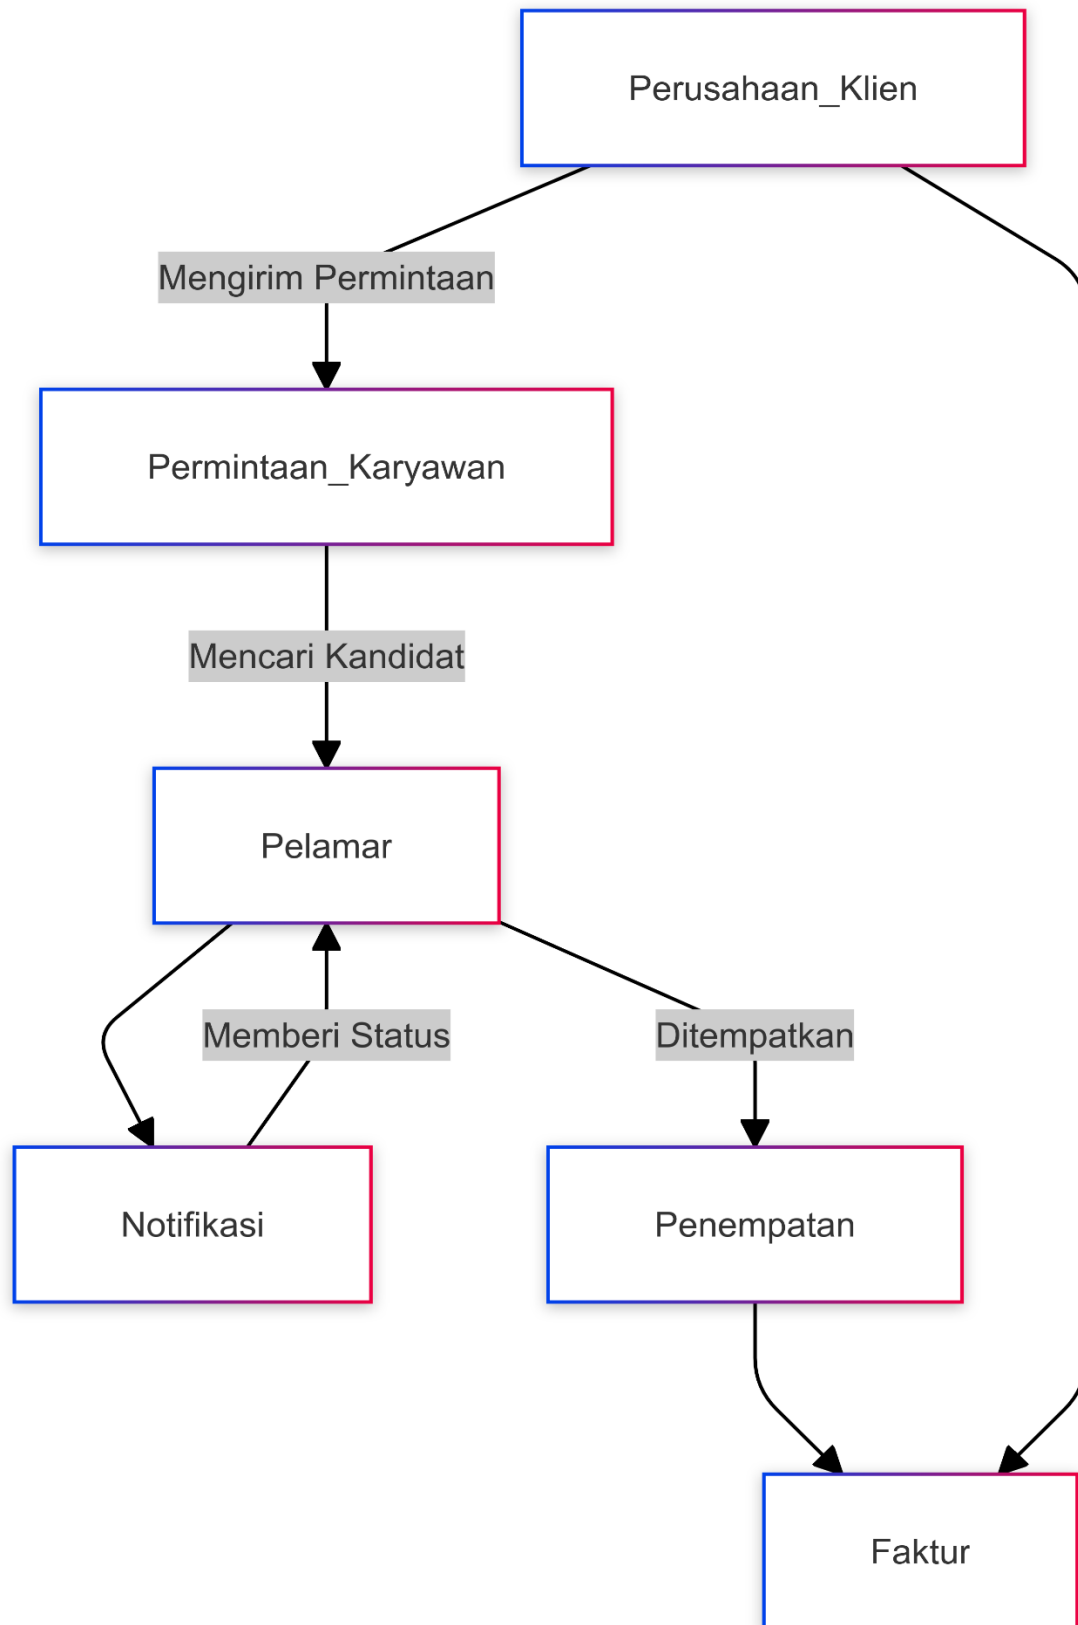 Perusahaan_Klien
Mengirim Permintaan
Permintaan_Karyawan
Mencari Kandidat
Pelamar
Memberi Status
Ditempatkan
Notifikasi
Penempatan
Faktur